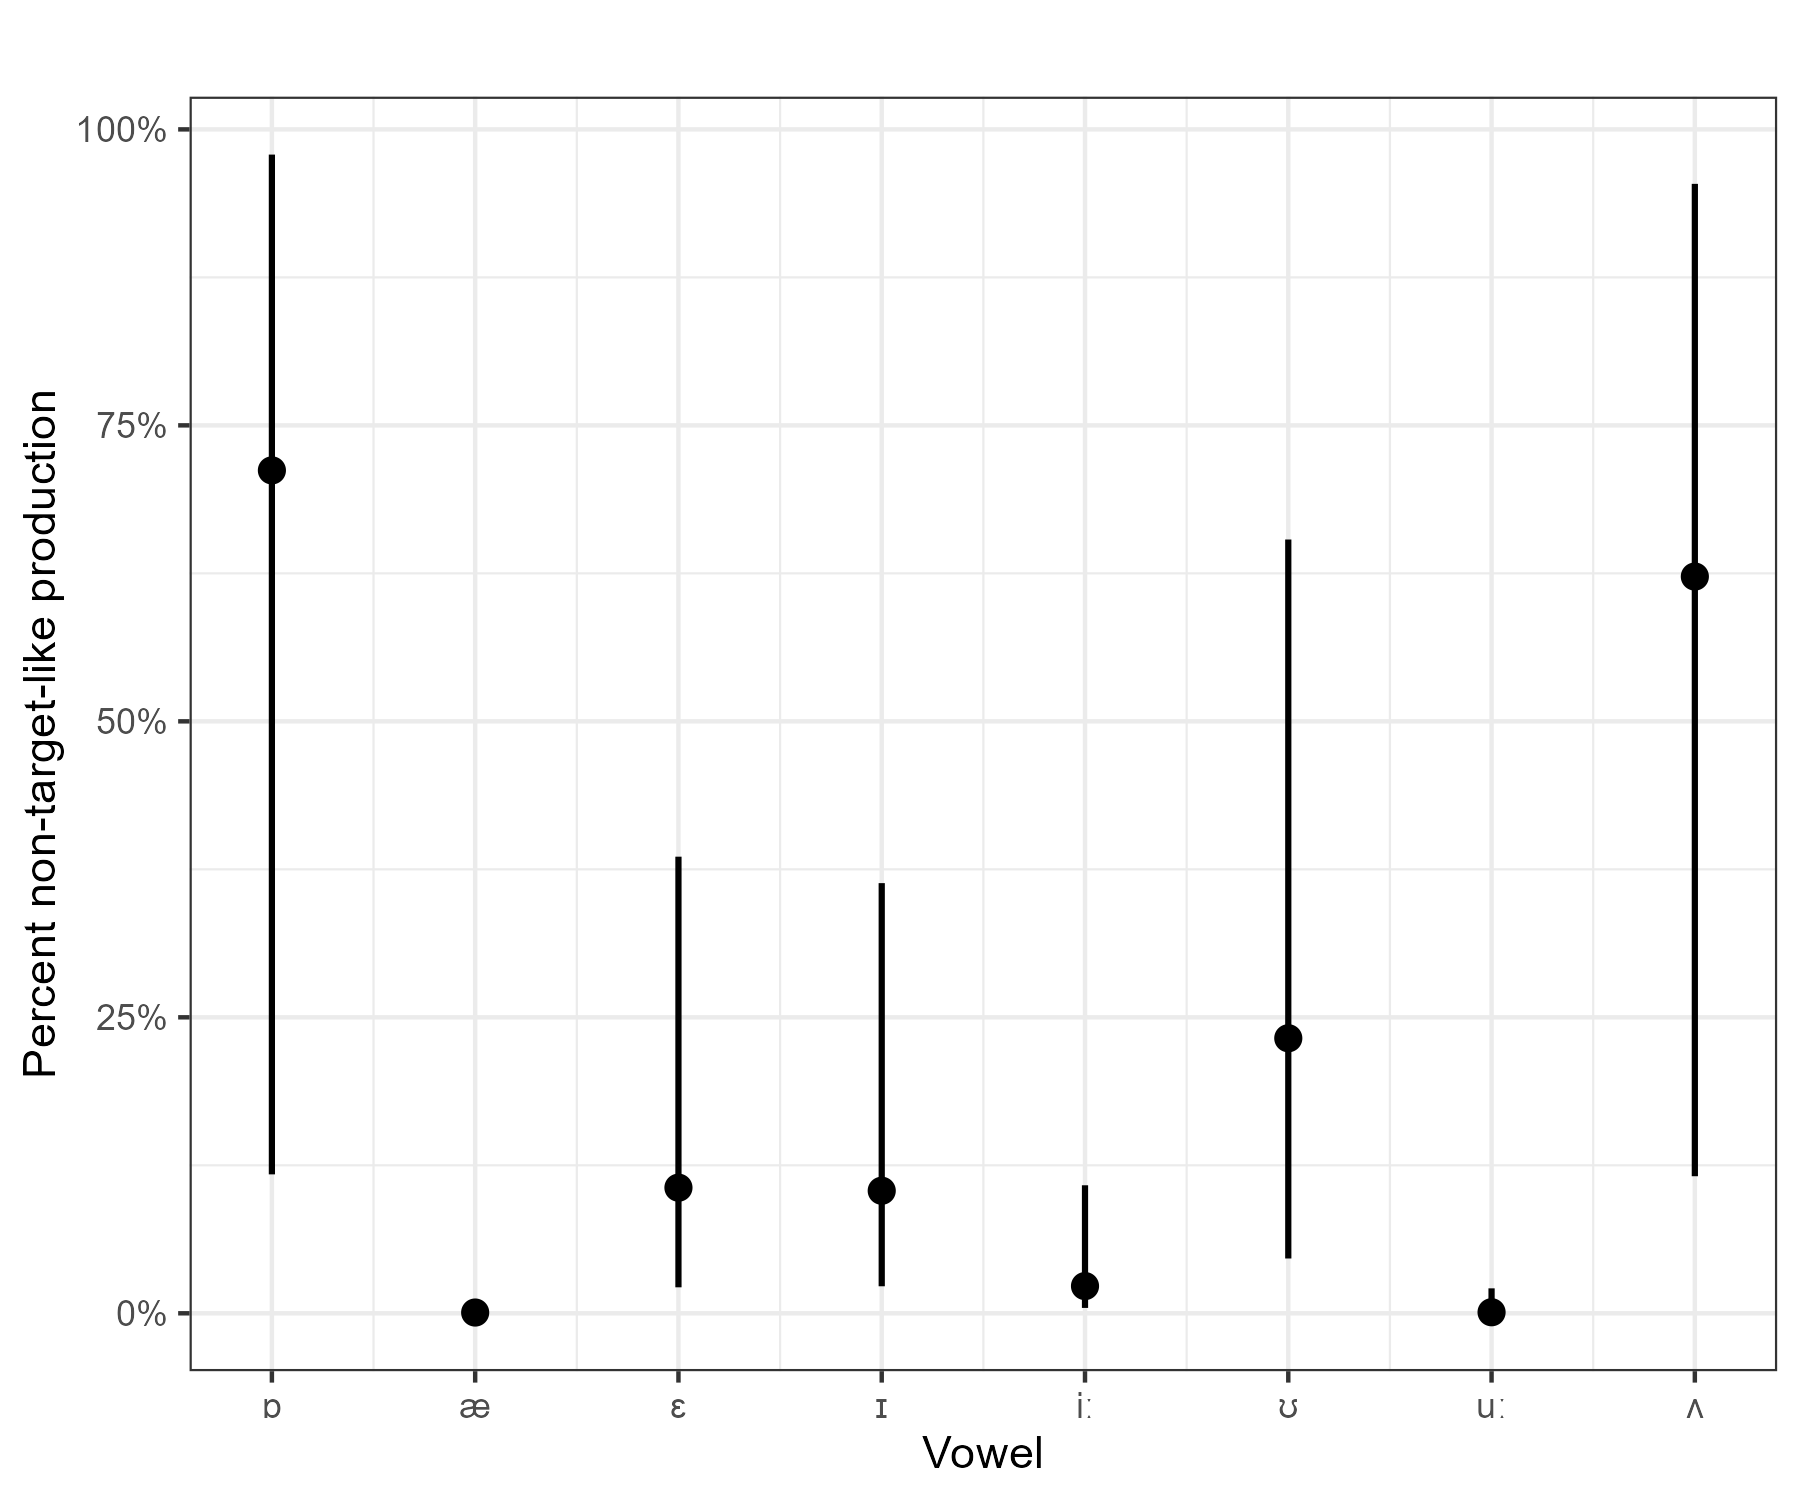 100%
75%
50%
25%
0%
Percent non-target-like production
ɒ æ ɛ ɪ iː ʊ uː ʌ
Vowel